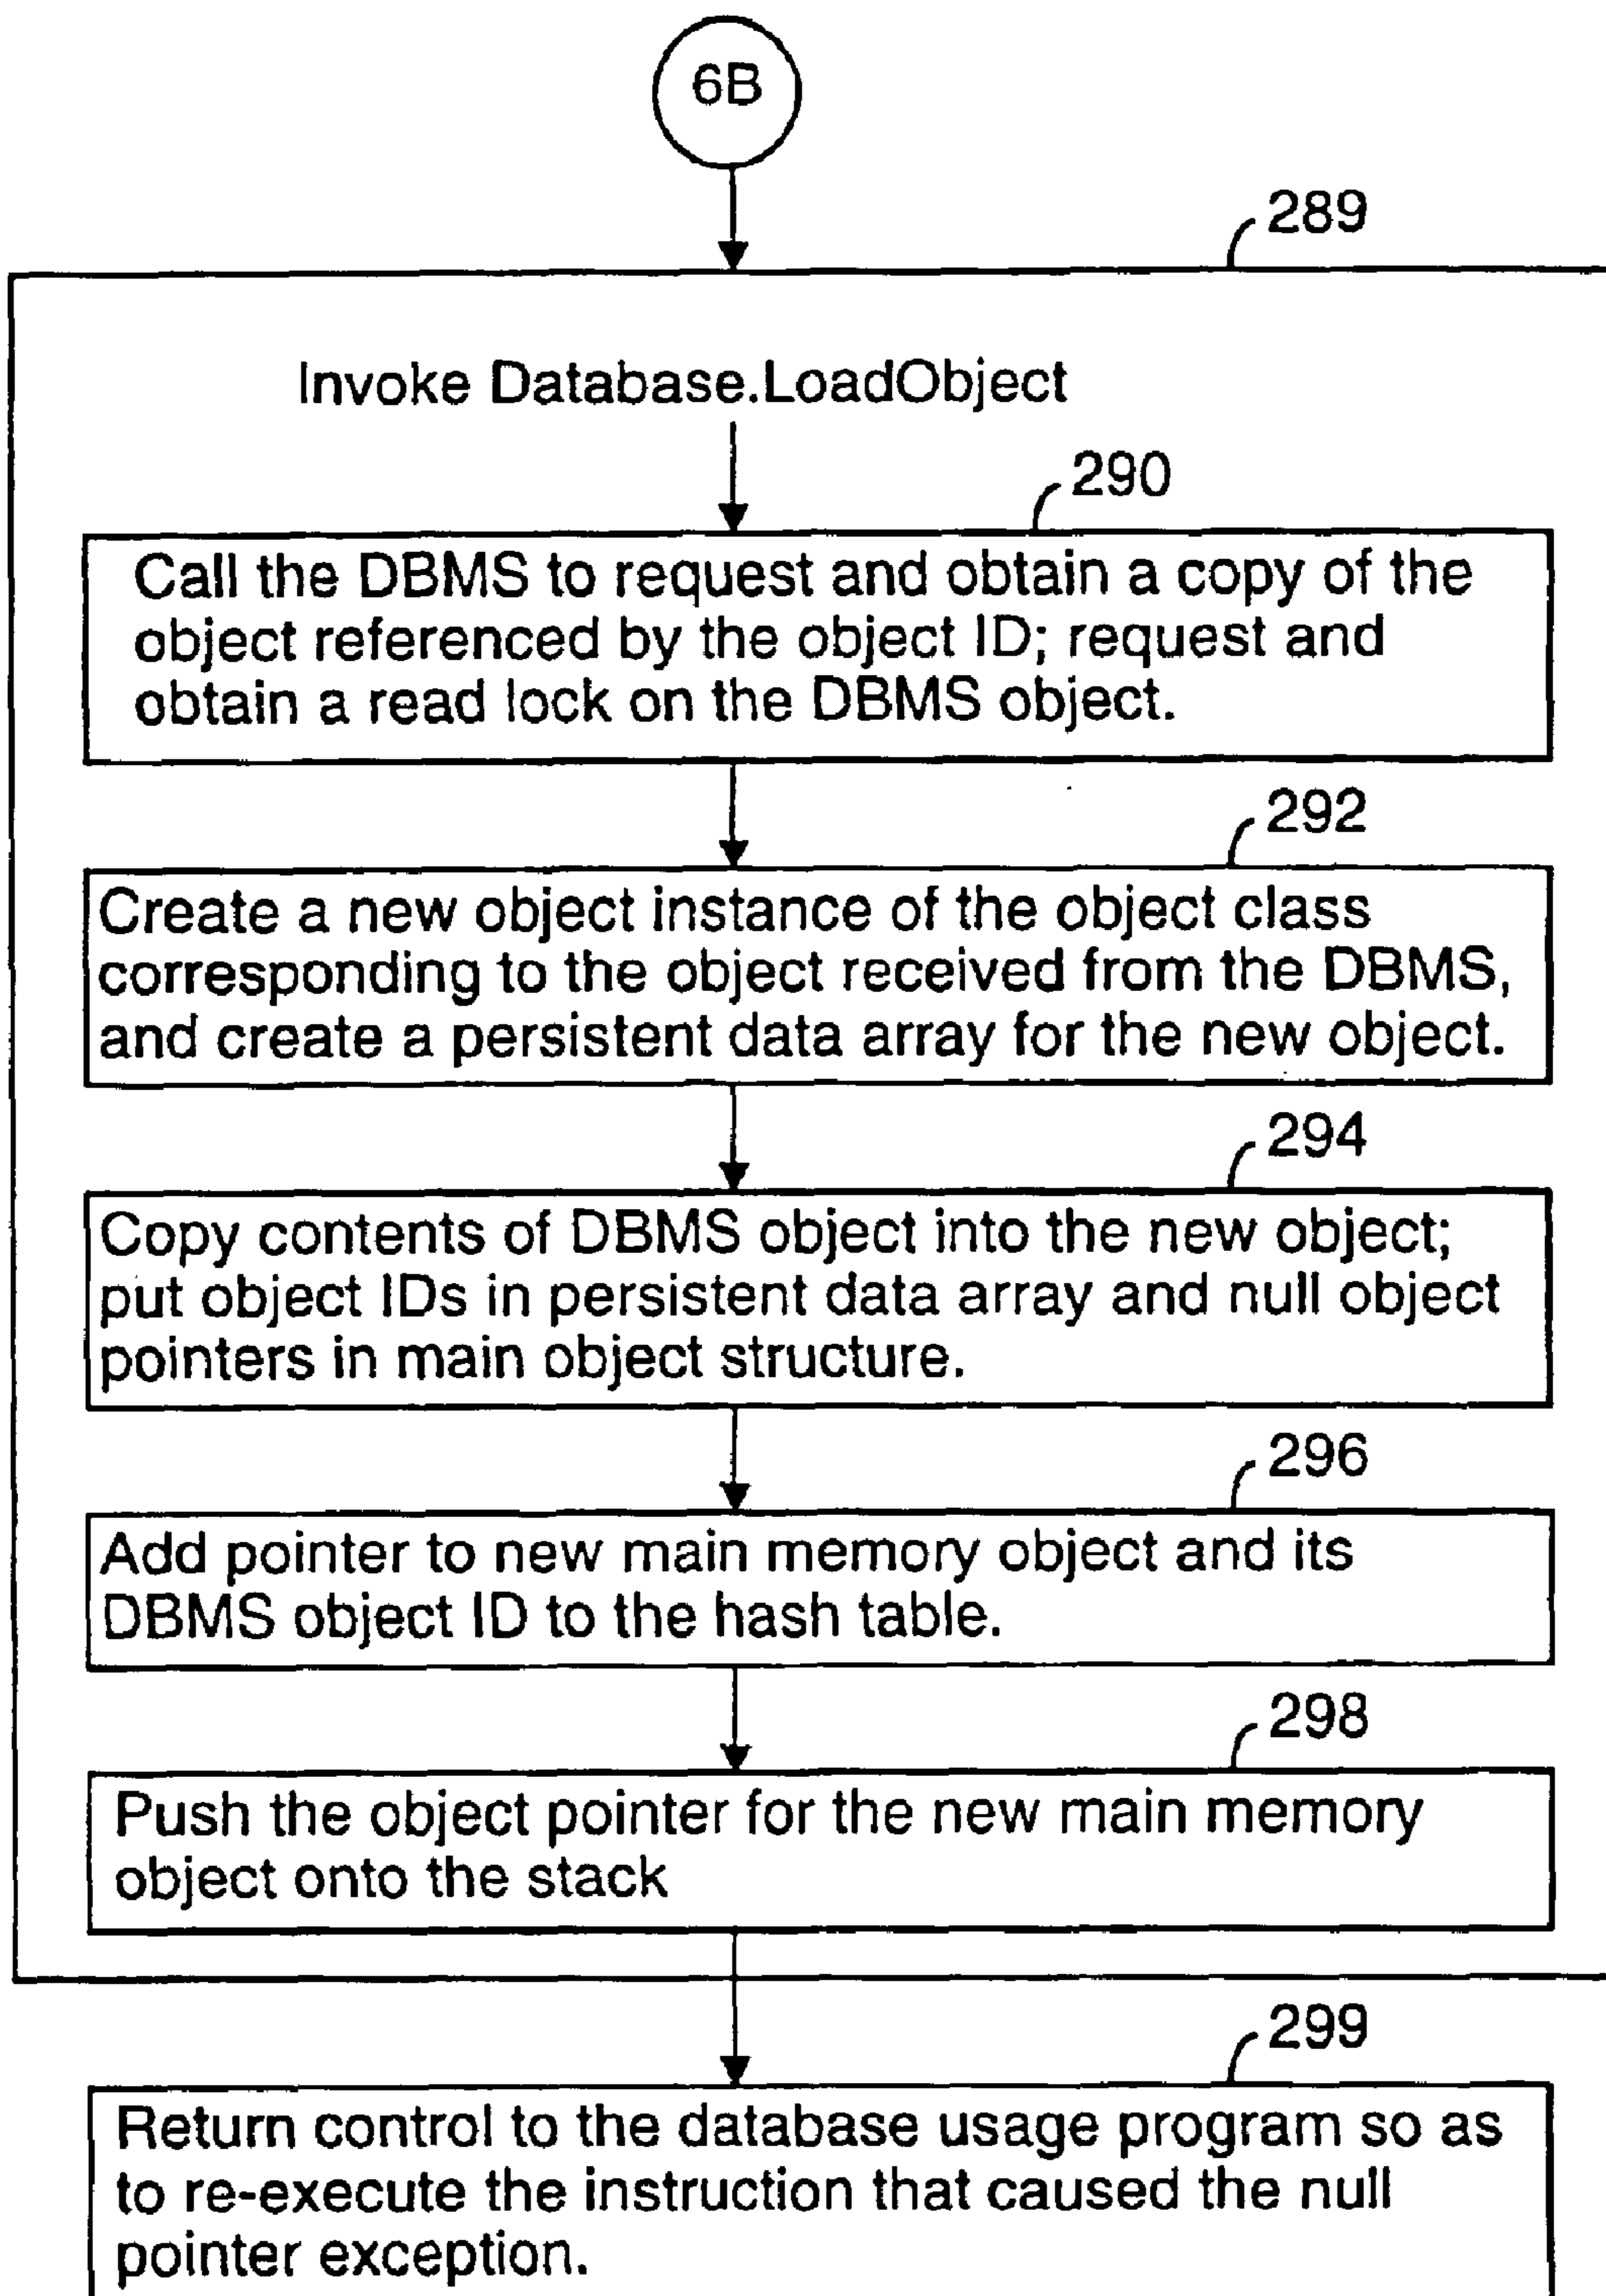 6B
289
Invoke Database.LoadObject
290
Call the DBMS to request and obtain a copy of the
object referenced by the object ID; request and
obtain a read lock on the DBMS object.
292
Create a new object instance of the object class
corresponding to the object received from the DBMS,
and create a persistent data array for the new object.
294
Copy contents of DBMS object into the new object;
put object IDs in persistent data array and null object
pointers in main object structure.
296
Add pointer to new main memory object and its
DBMS object ID to the hash table.
298
Push the object pointer for the new main memory
object onto the stack
299
Return control to the database usage program so as
to re-execute the instruction that caused the null
pointer exception.